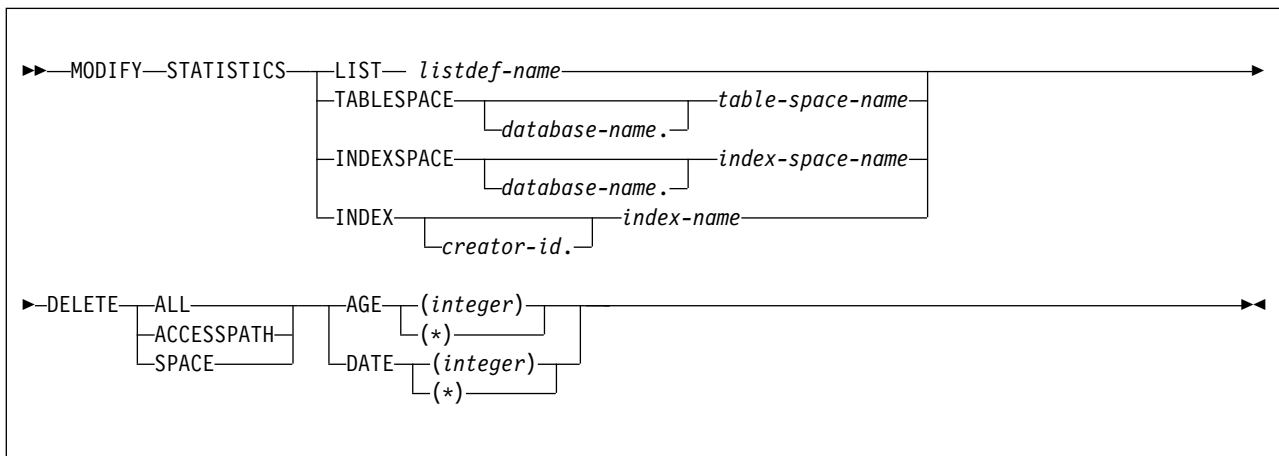 MODIFY STATISTICS LIST listdef-name
TABLESPACE table-space-name
database-name.
INDEXSPACE index-space-name
database-name.
INDEX index-name
creator-id.
DELETE ALL AGE (integer)
ACCESSPATH (*)
SPACE DATE (integer)
(*)